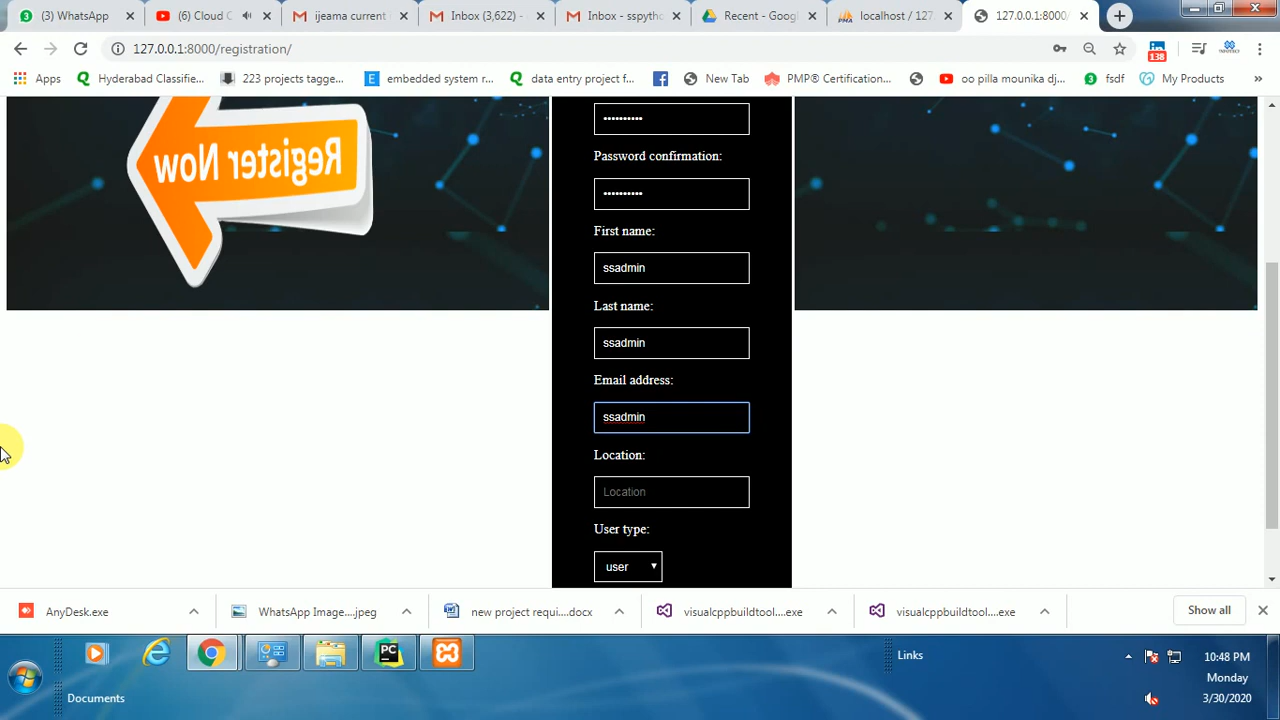 (3) WhatsApp
(6) Cloud C
ijeama current
Inbox (3,622) -
Inbox - sspyth
Recent - Goog
localhost / 127
127.0.0.1:8000/
127.0.0.1:8000/registration/
138
Apps
Hyderabad Classifie...
223 projects tagge...
embedded system r...
data entry project f...
New Tab
PMP® Certification...
oo pilla mounika dj...
fsdf
My Products
»
Register Now
••••••••••
Password confirmation:
••••••••••
First name:
ssadmin
Last name:
ssadmin
Email address:
ssadmin
Location:
Location
User type:
user
AnyDesk.exe
WhatsApp Image....jpeg
new project requi....docx
visualcppbuildtool....exe
visualcppbuildtool....exe
Show all
PC
Links
10:48 PM
Monday
3/30/2020
Documents